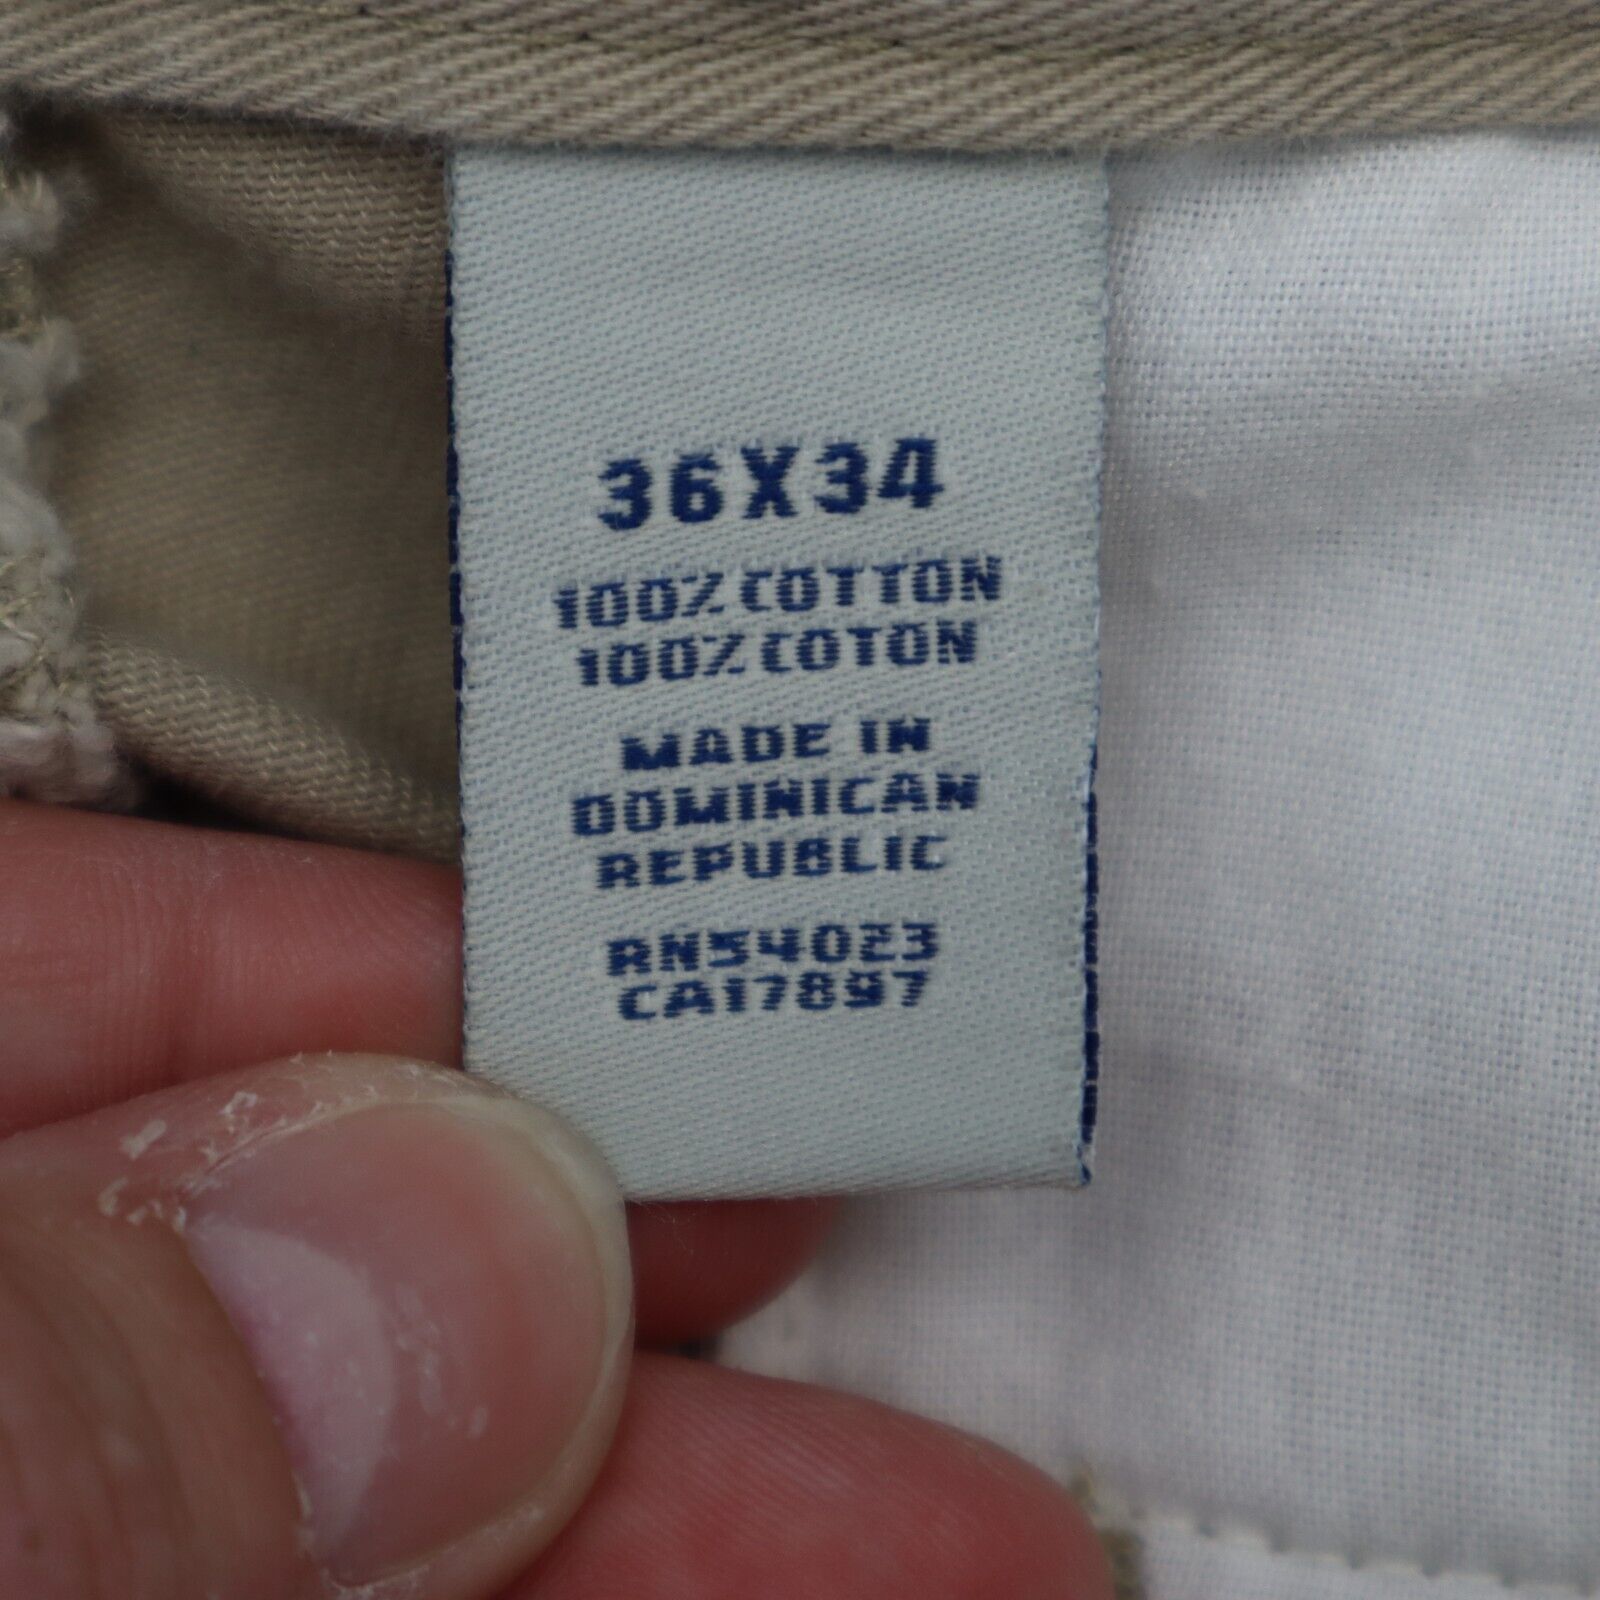 36X34
100% COTTON
100% COTON
MADE IN
DOMINICAN
REPUBLIC
RN54023
CA17897